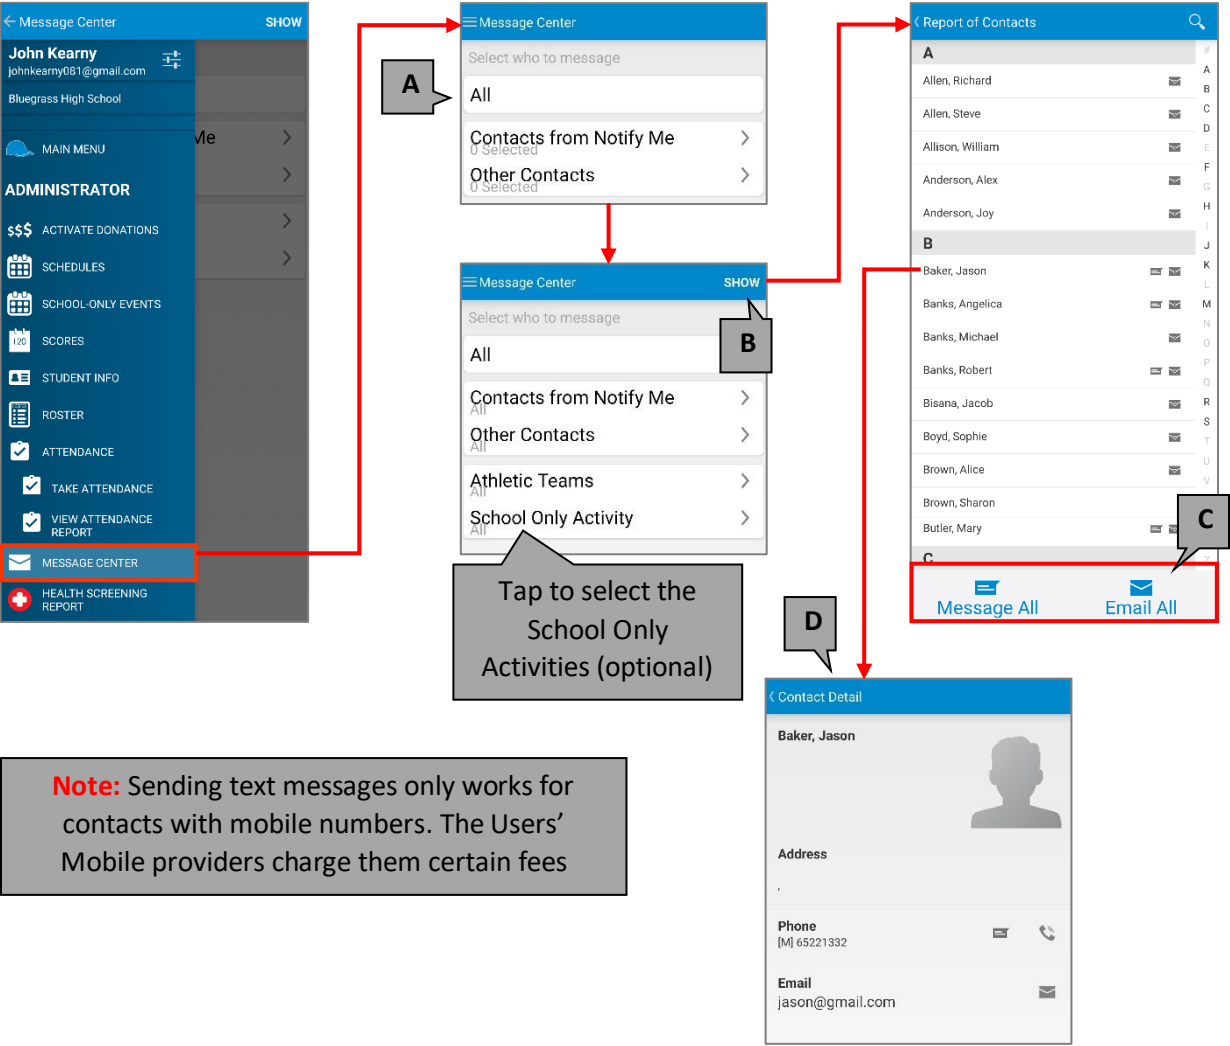 Message Center
SHOW
John Kearny
johnkearny081@gmail.com
Bluegrass High School
MAIN MENU
ADMINISTRATOR
$$$ ACTIVATE DONATIONS
SCHEDULES
SCHOOL-ONLY EVENTS
120 SCORES
STUDENT INFO
ROSTER
ATTENDANCE
TAKE ATTENDANCE
VIEW ATTENDANCE
REPORT
MESSAGE CENTER
HEALTH SCREENING
REPORT
Me
A
Message Center
Select who to message
All
Contacts from Notify Me
0 Selected
Other Contacts
0 Selected
Message Center
SHOW
Select who to message
B
All
Contacts from Notify Me
All
Other Contacts
All
Athletic Teams
All
School Only Activity
All
Tap to select the
School Only
Activities (optional)
Report of Contacts
A
Allen, Richard
Allen, Steve
Allison, William
Anderson, Alex
Anderson, Joy
B
Baker, Jason
Banks, Angelica
Banks, Michael
Banks, Robert
Bisana, Jacob
Boyd, Sophie
Brown, Alice
Brown, Sharon
Butler, Mary
C
#
A
B
C
D
E
F
G
H
I
J
K
L
M
N
O
P
Q
R
S
T
U
V
Z
C
Message All
Email All
D
Contact Detail
Baker, Jason
Address
,
Phone
[M] 65221332
Email
jason@gmail.com
Note: Sending text messages only works for
contacts with mobile numbers. The Users’
Mobile providers charge them certain fees